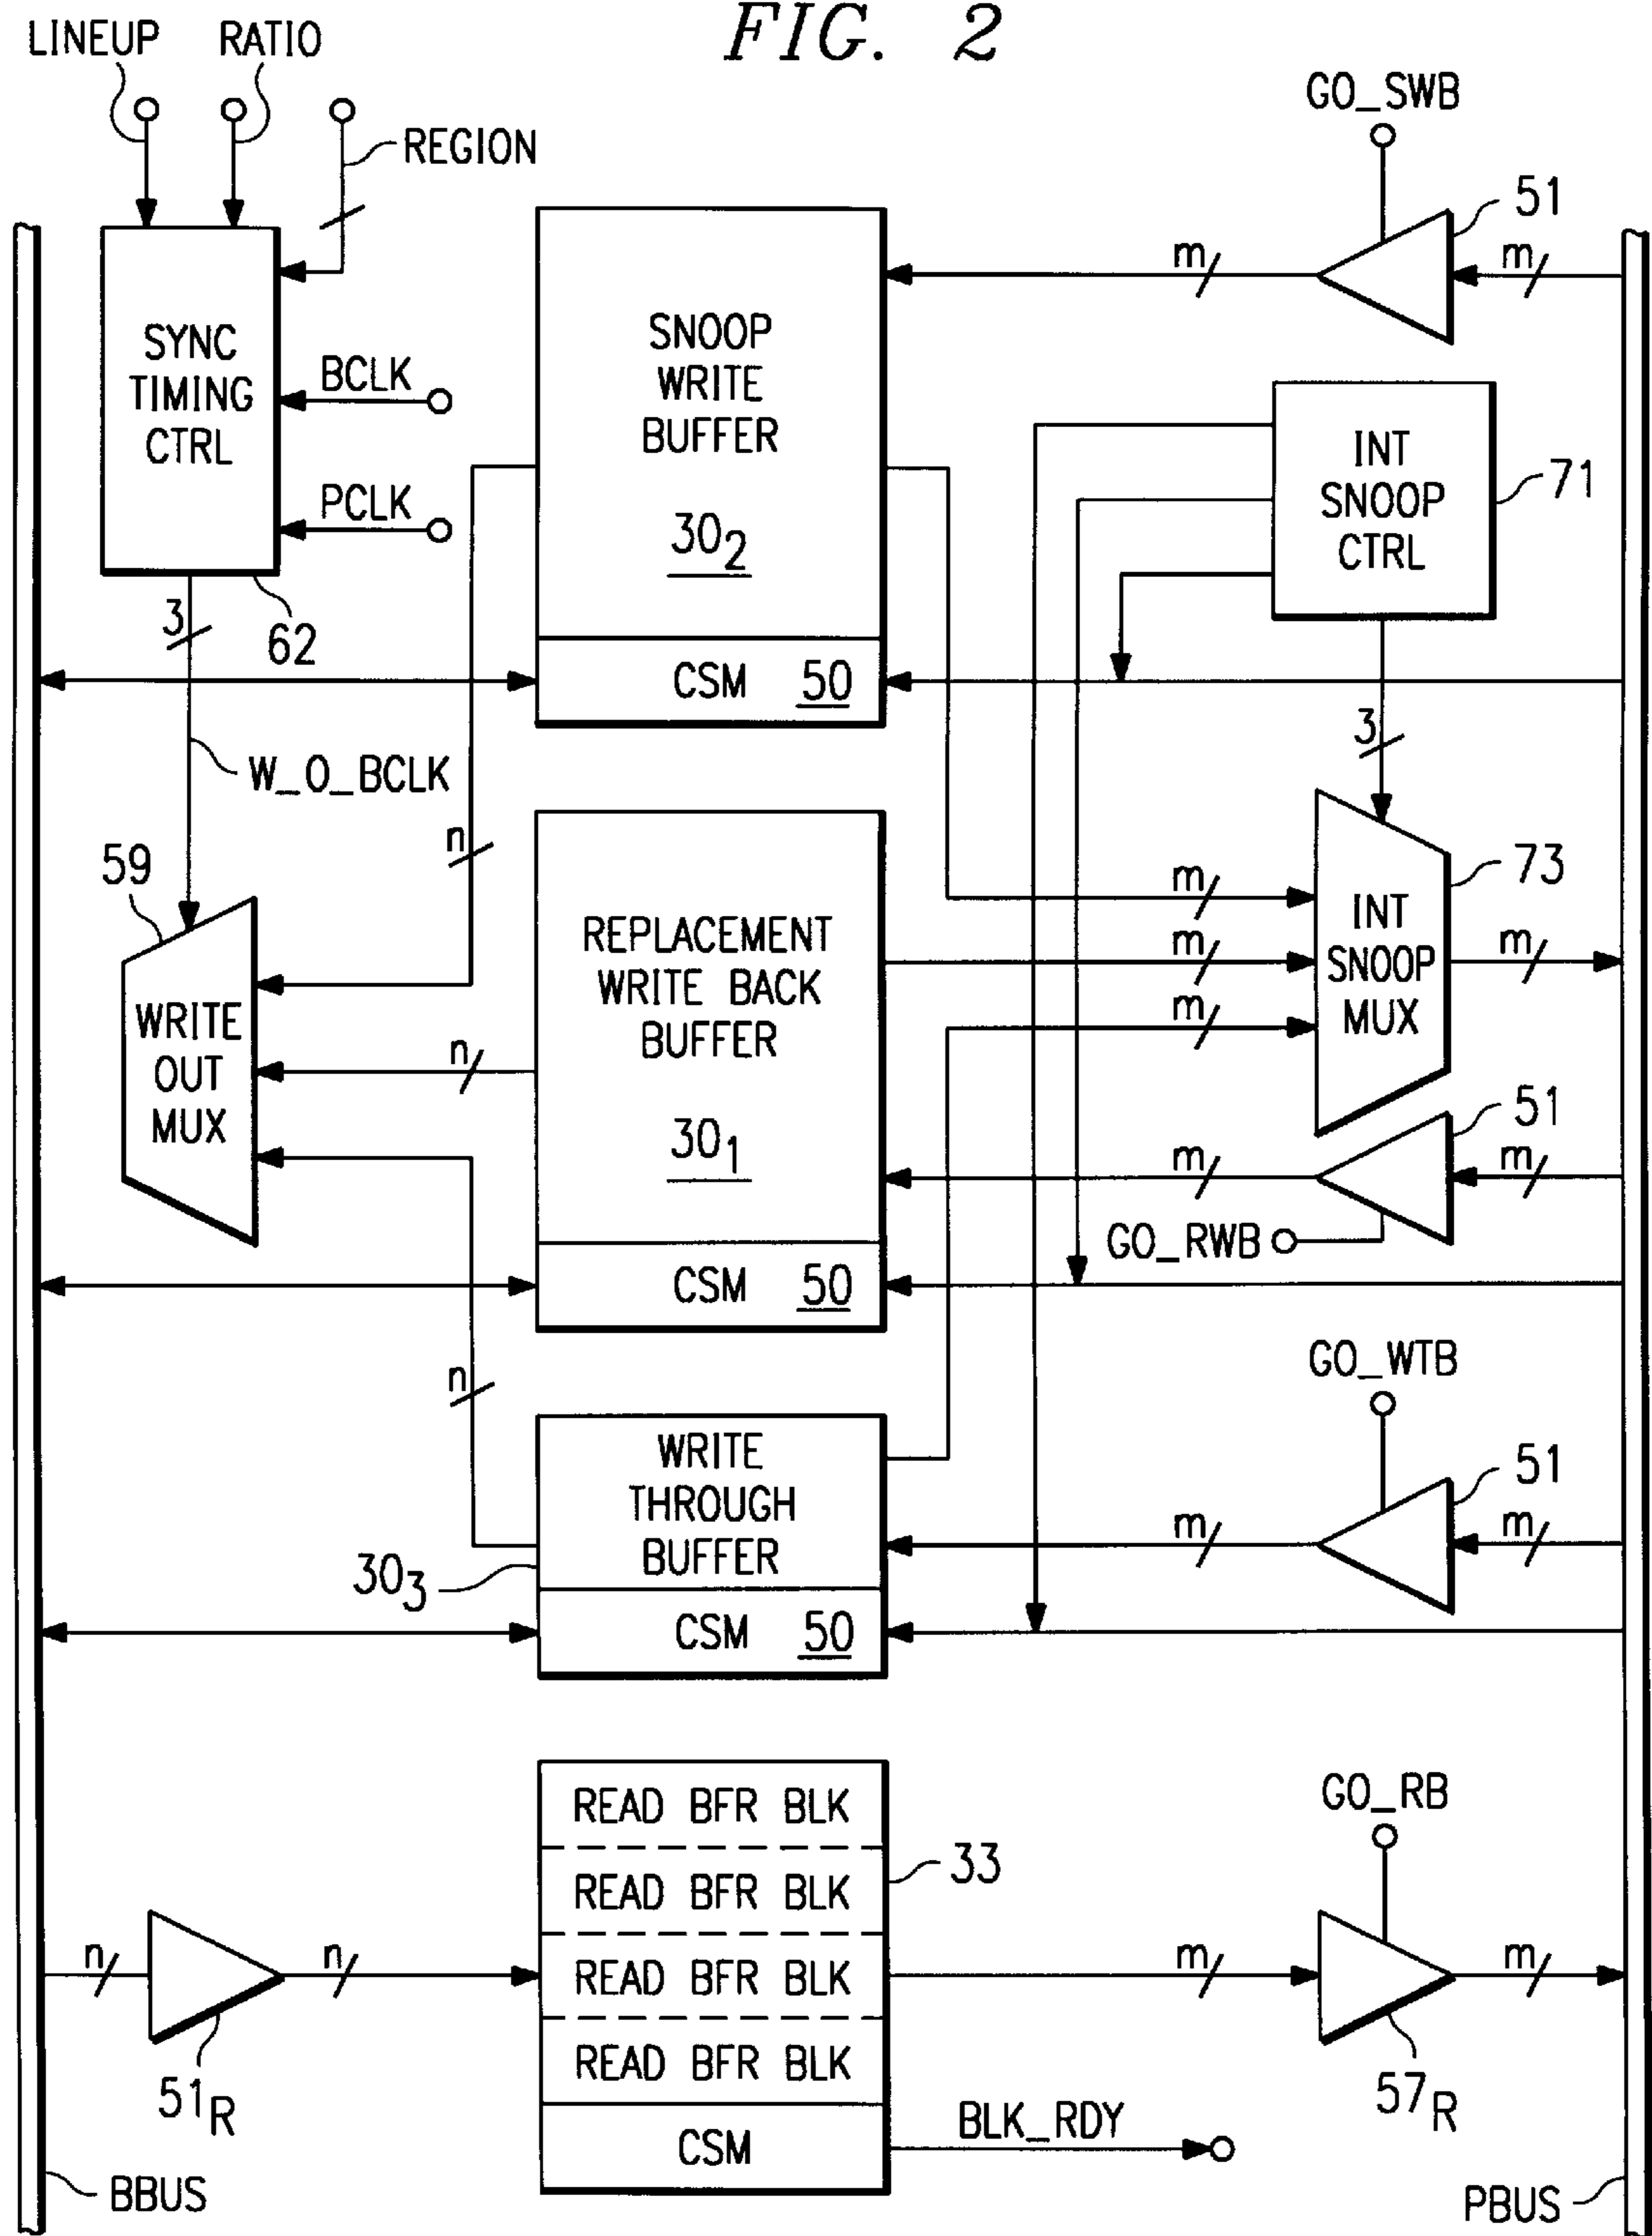 FIG. 2
LINEUP
RATIO
REGION
GO_SWB
51
m
m
SYNC
TIMING
CTRL
BCLK
PCLK
SNOOP
WRITE
BUFFER
30₂
CSM 50
INT
SNOOP
CTRL
71
3
62
3
W_O_BCLK
n
59
WRITE
OUT
MUX
n
n
REPLACEMENT
WRITE BACK
BUFFER
30₁
CSM 50
m
m
m
INT
SNOOP
MUX
73
m
51
m
m
GO_RWB
GO_WTB
51
m
m
WRITE
THROUGH
BUFFER
30₃
CSM 50
READ BFR BLK
READ BFR BLK
READ BFR BLK
READ BFR BLK
CSM
33
GO_RB
n
n
51R
m
m
57R
BLK_RDY
BBUS
PBUS